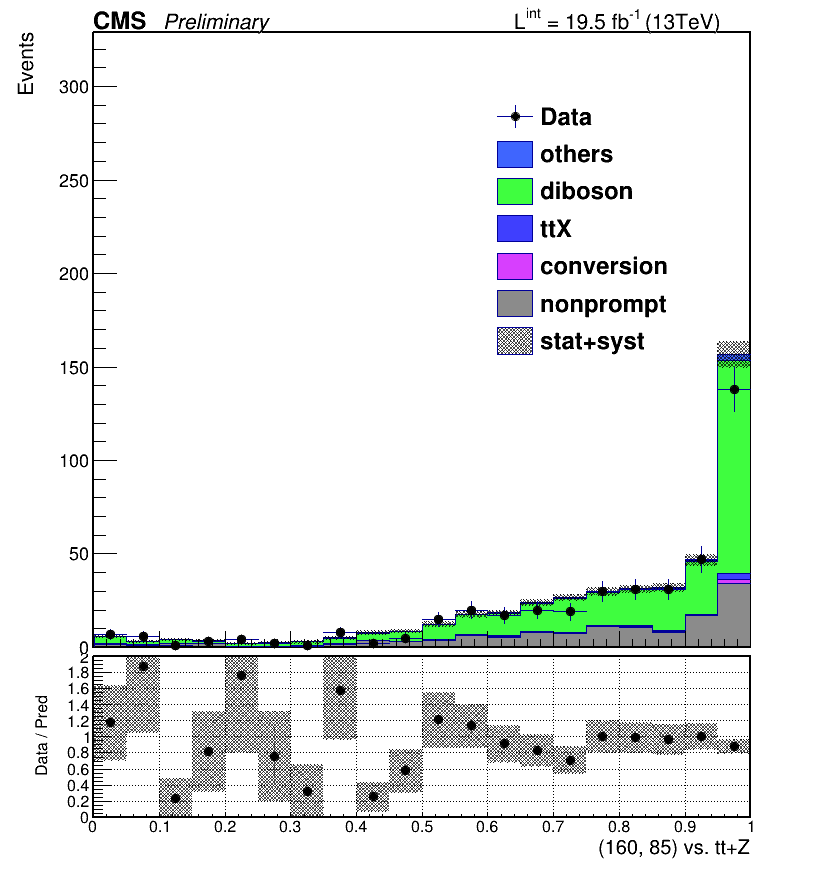 CMS Preliminary L^int = 19.5 fb^-1 (13TeV)
Events
300
250
200
150
100
50
0
Data
others
diboson
ttX
conversion
nonprompt
stat+syst
Data / Pred
2
1.8
1.6
1.4
1.2
1
0.8
0.6
0.4
0.2
0
0 0.1 0.2 0.3 0.4 0.5 0.6 0.7 0.8 0.9 1
(160, 85) vs. tt+Z